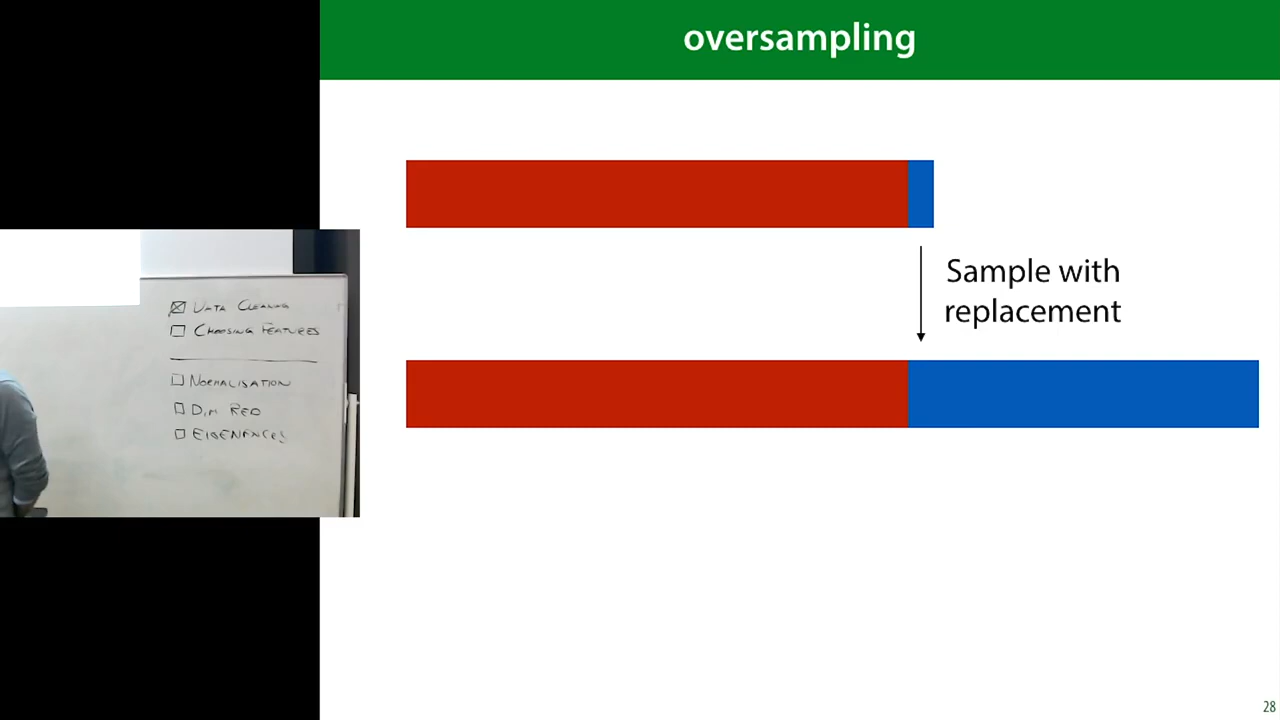 oversampling
Sample with
replacement
DATA CLEANING
CHOOSING FEATURES
NORMALISATION
DIM RED
EIGENFACES
28